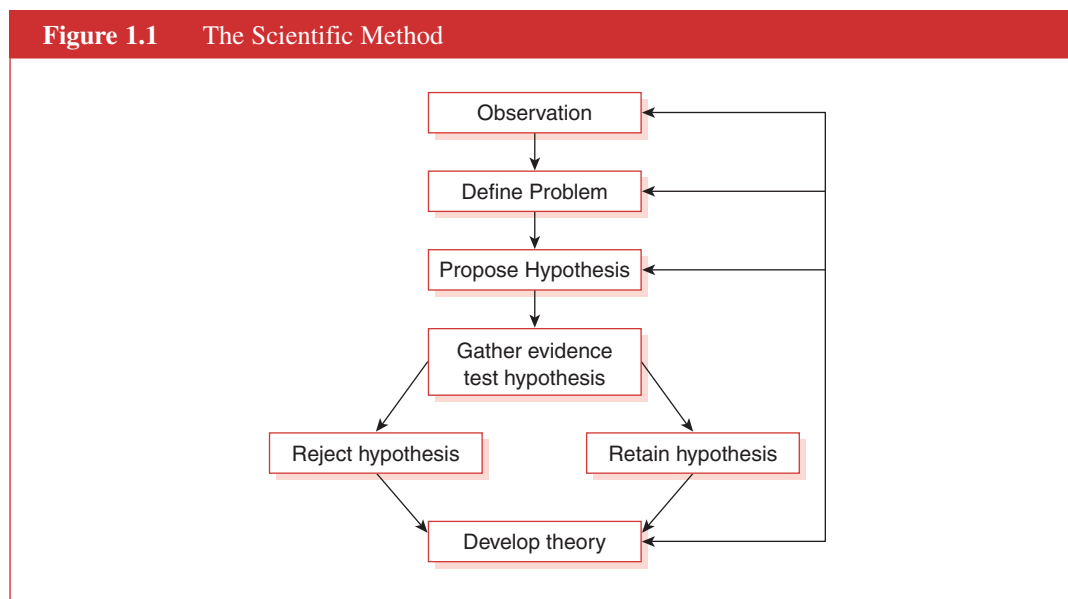 Figure 1.1 The Scientific Method
Observation
Define Problem
Propose Hypothesis
Gather evidence
test hypothesis
Reject hypothesis
Retain hypothesis
Develop theory